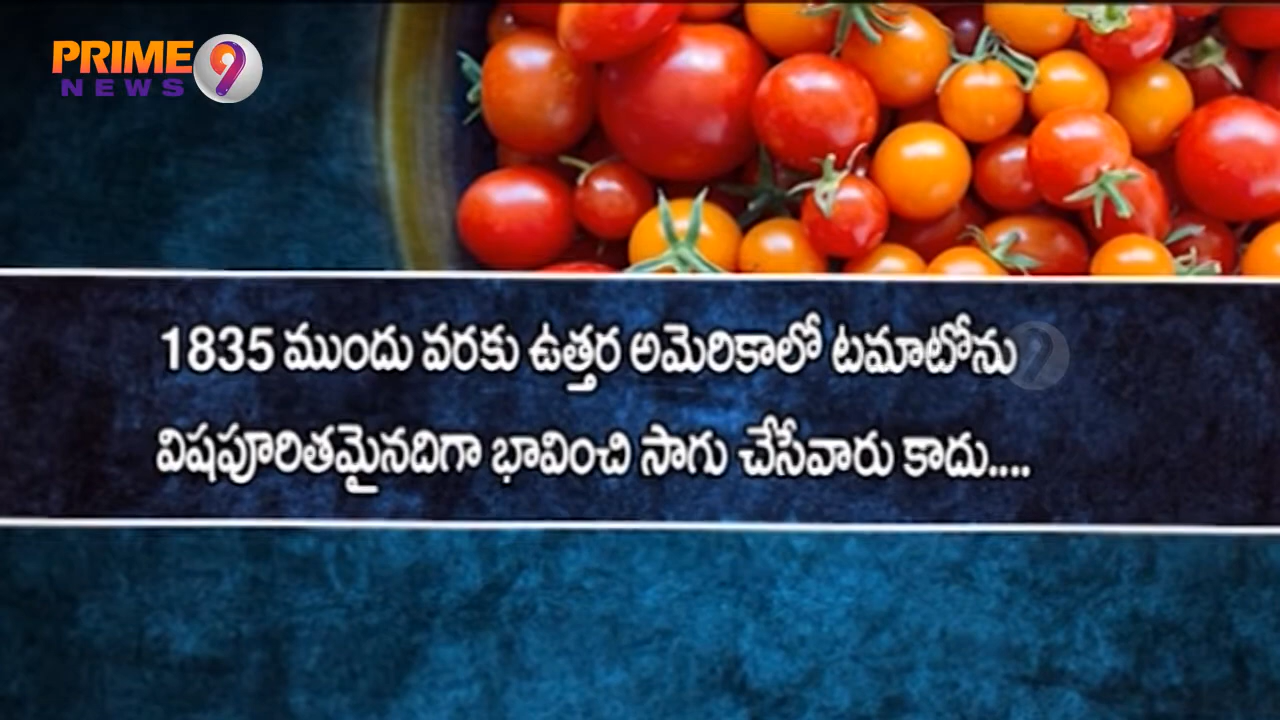 PRIME
NEWS 9
1835 ముందు వరకు ఉత్తర అమెరికాలో టమాటోను
విషపూరితమైనదిగా భావించి సాగు చేసేవారు కాదు....